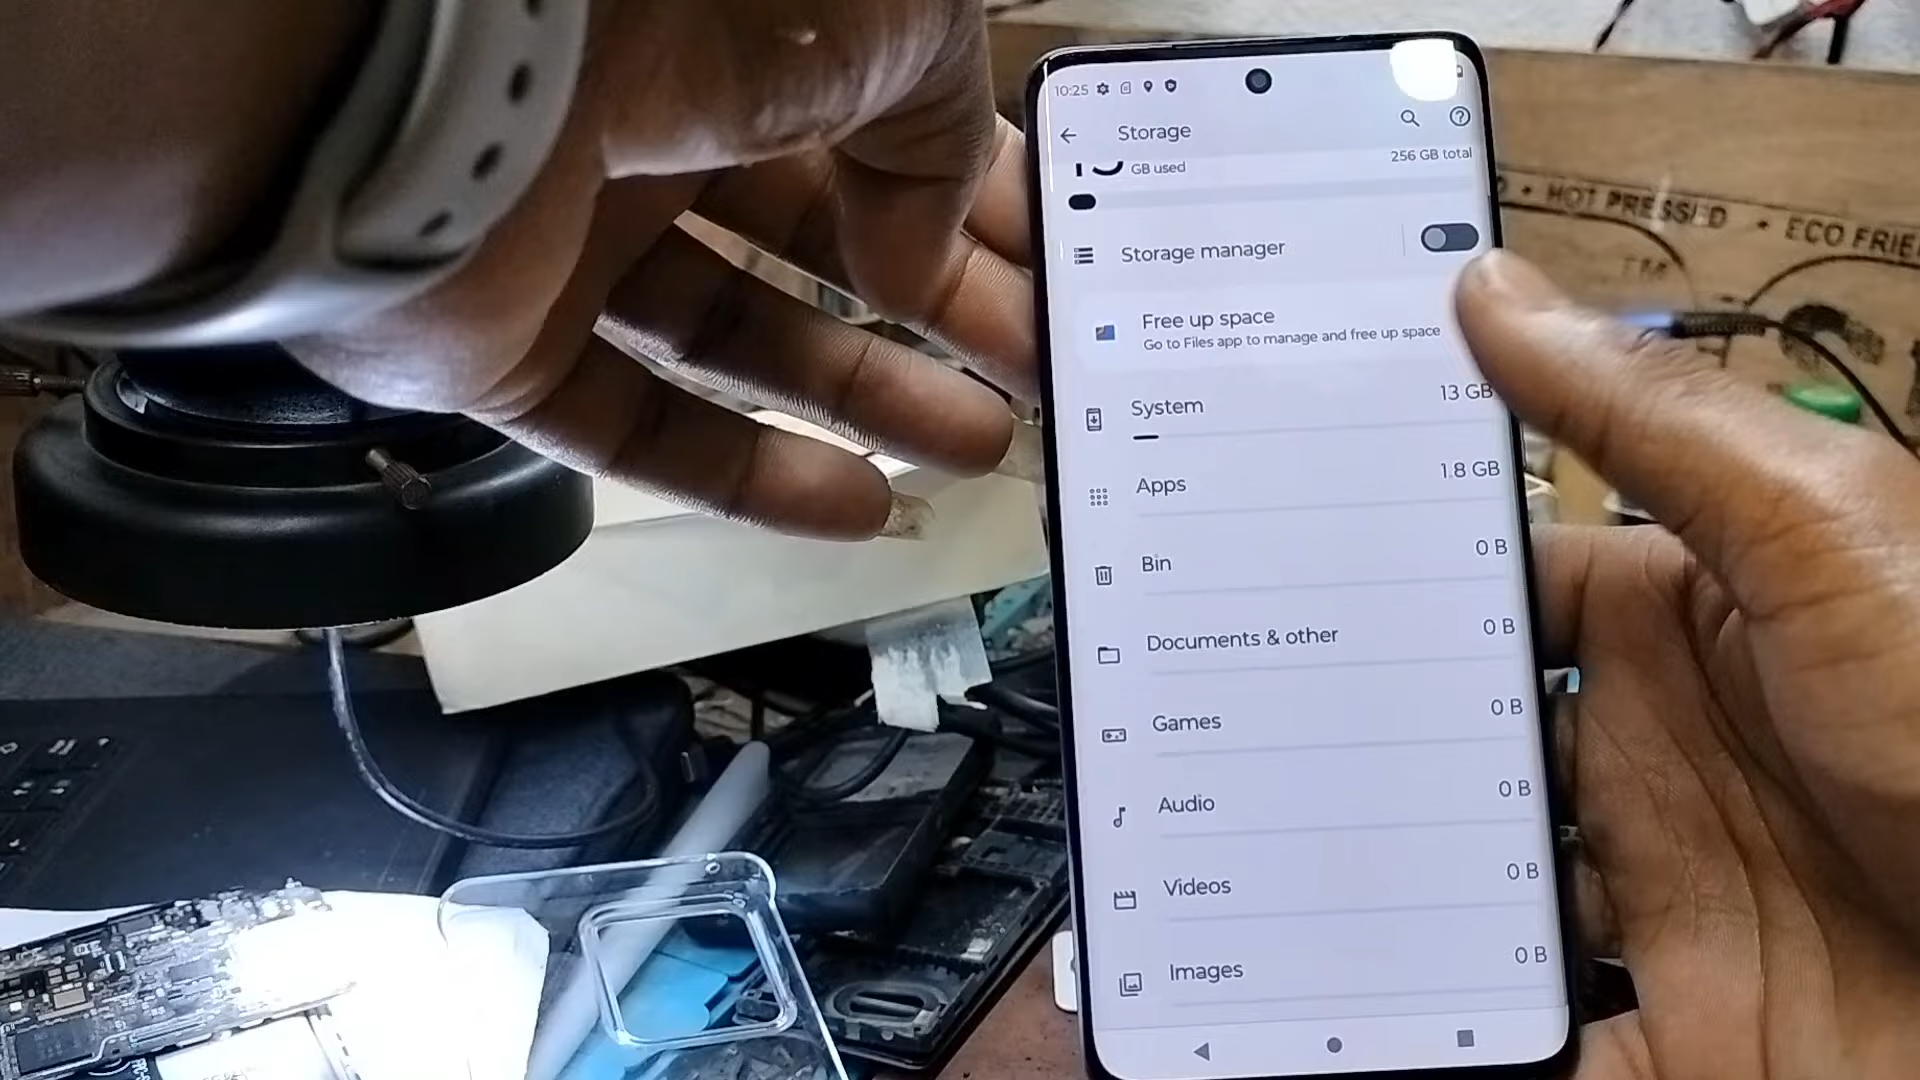 10:25
Storage
GB used
256 GB total
Storage manager
Free up space
Go to Files app to manage and free up space
System
13 GB
Apps
1.8 GB
Bin
0 B
Documents & other
0 B
Games
0 B
Audio
0 B
Videos
0 B
Images
0 B
• HOT PRESSED • ECO FRIE
TM